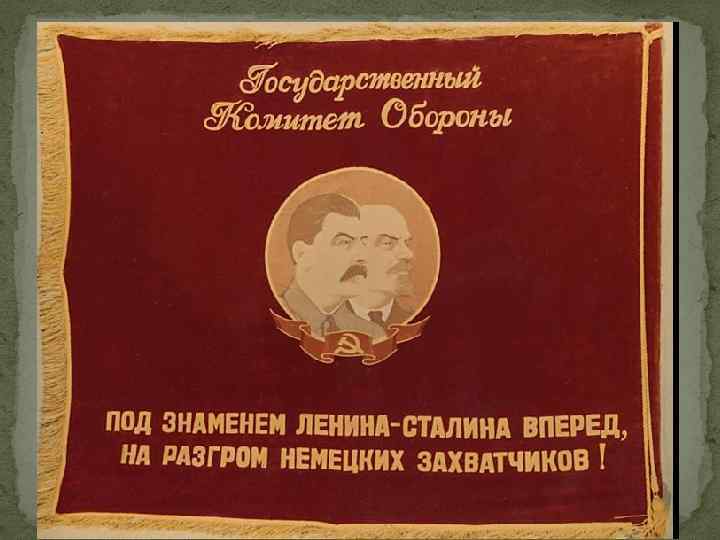 Государственный
Комитет Обороны
ПОД ЗНАМЕНЕМ ЛЕНИНА-СТАЛИНА ВПЕРЕД,
НА РАЗГРОМ НЕМЕЦКИХ ЗАХВАТЧИКОВ!